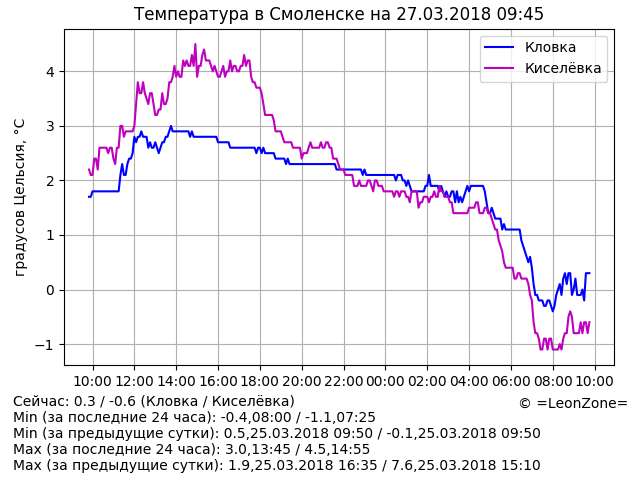 Температура в Смоленске на 27.03.2018 09:45
Кловка
Киселёвка
градусов Цельсия, °C
4
3
2
1
0
−1
10:00 12:00 14:00 16:00 18:00 20:00 22:00 00:00 02:00 04:00 06:00 08:00 10:00
Сейчас: 0.3 / -0.6 (Кловка / Киселёвка)
© =LeonZone=
Min (за последние 24 часа): -0.4,08:00 / -1.1,07:25
Min (за предыдущие сутки): 0.5,25.03.2018 09:50 / -0.1,25.03.2018 09:50
Max (за последние 24 часа): 3.0,13:45 / 4.5,14:55
Max (за предыдущие сутки): 1.9,25.03.2018 16:35 / 7.6,25.03.2018 15:10